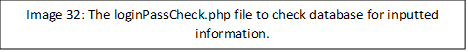 Image 32: The loginPassCheck.php file to check database for inputted
information.